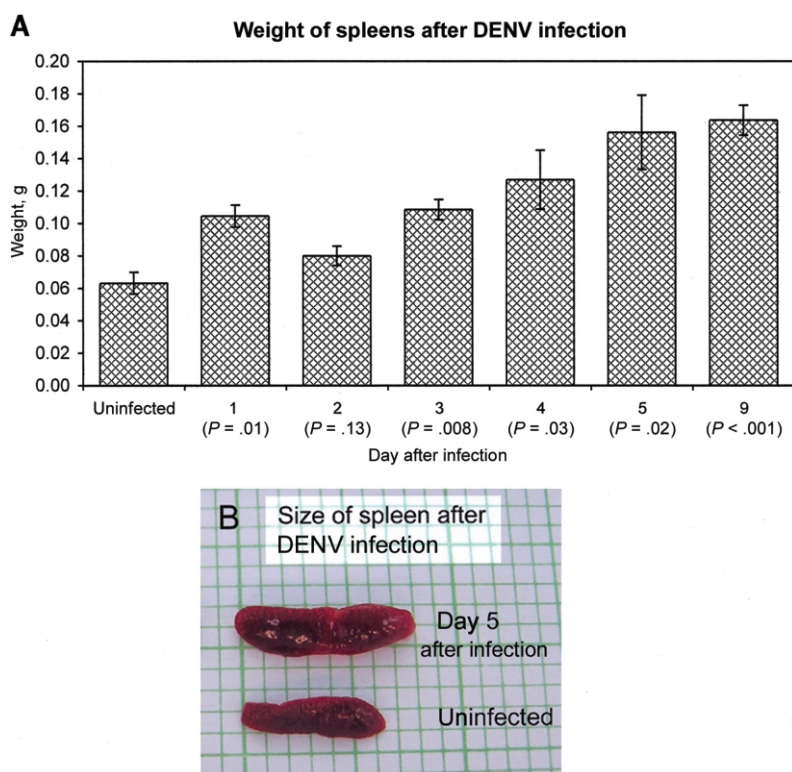 A
Weight of spleens after DENV infection
0.20
0.18
0.16
0.14
0.12
0.10
0.08
0.06
0.04
0.02
0.00
Weight, g
Uninfected 1 2 3 4 5 9
(P = .01) (P = .13) (P = .008) (P = .03) (P = .02) (P < .001)
Day after infection
B
Size of spleen after
DENV infection
Day 5
after infection
Uninfected